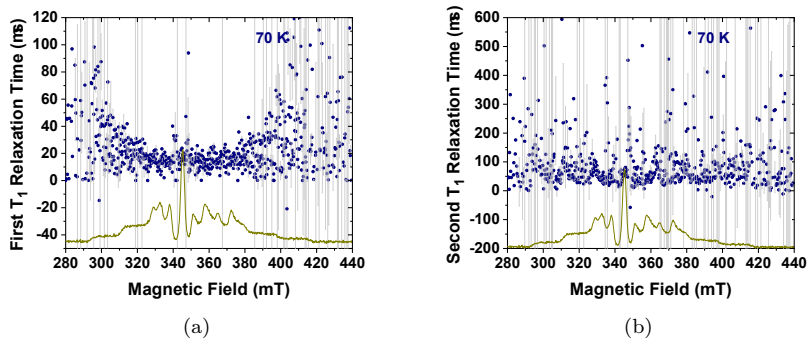 First T₁ Relaxation Time (ms)
120
100
80
60
40
20
0
-20
-40
70 K
280 300 320 340 360 380 400 420 440
Magnetic Field (mT)
(a)
Second T₁ Relaxation Time (ms)
600
500
400
300
200
100
0
-100
-200
70 K
280 300 320 340 360 380 400 420 440
Magnetic Field (mT)
(b)